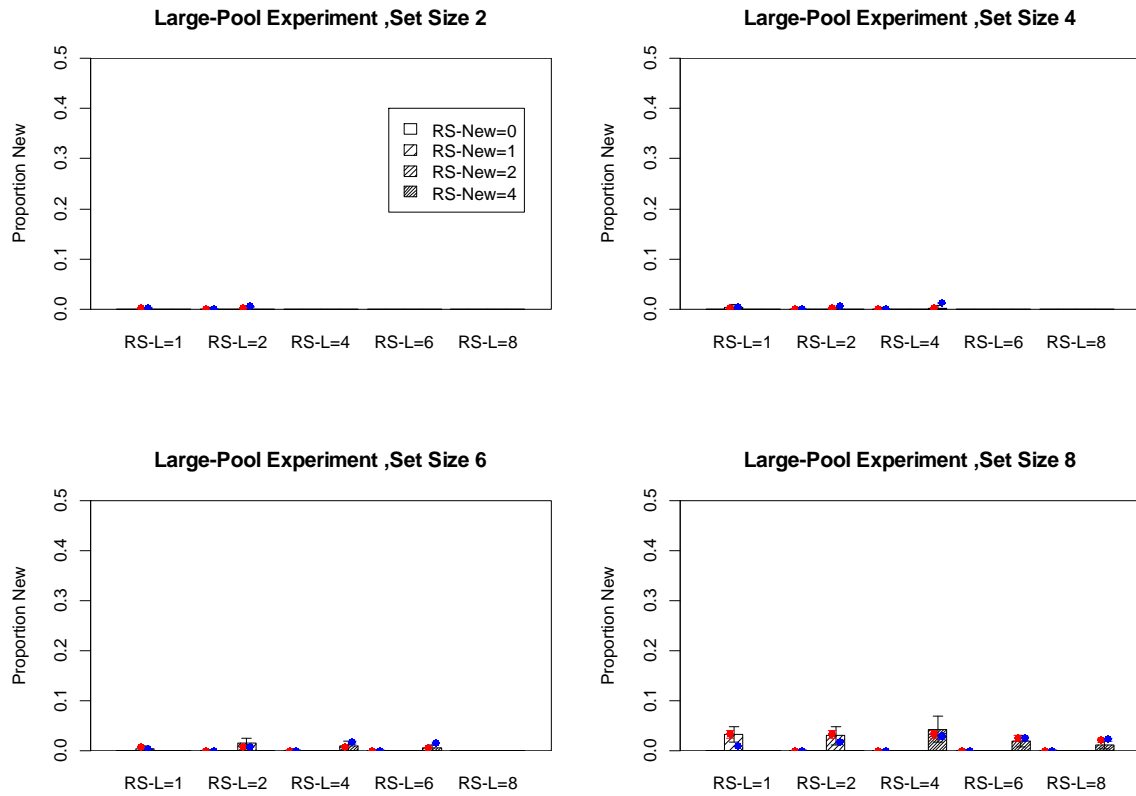 Large-Pool Experiment ,Set Size 2
Proportion New
0.5
0.4
0.3
0.2
0.1
0.0
RS-New=0
RS-New=1
RS-New=2
RS-New=4
RS-L=1 RS-L=2 RS-L=4 RS-L=6 RS-L=8
Large-Pool Experiment ,Set Size 4
Proportion New
0.5
0.4
0.3
0.2
0.1
0.0
RS-L=1 RS-L=2 RS-L=4 RS-L=6 RS-L=8
Large-Pool Experiment ,Set Size 6
Proportion New
0.5
0.4
0.3
0.2
0.1
0.0
RS-L=1 RS-L=2 RS-L=4 RS-L=6 RS-L=8
Large-Pool Experiment ,Set Size 8
Proportion New
0.5
0.4
0.3
0.2
0.1
0.0
RS-L=1 RS-L=2 RS-L=4 RS-L=6 RS-L=8